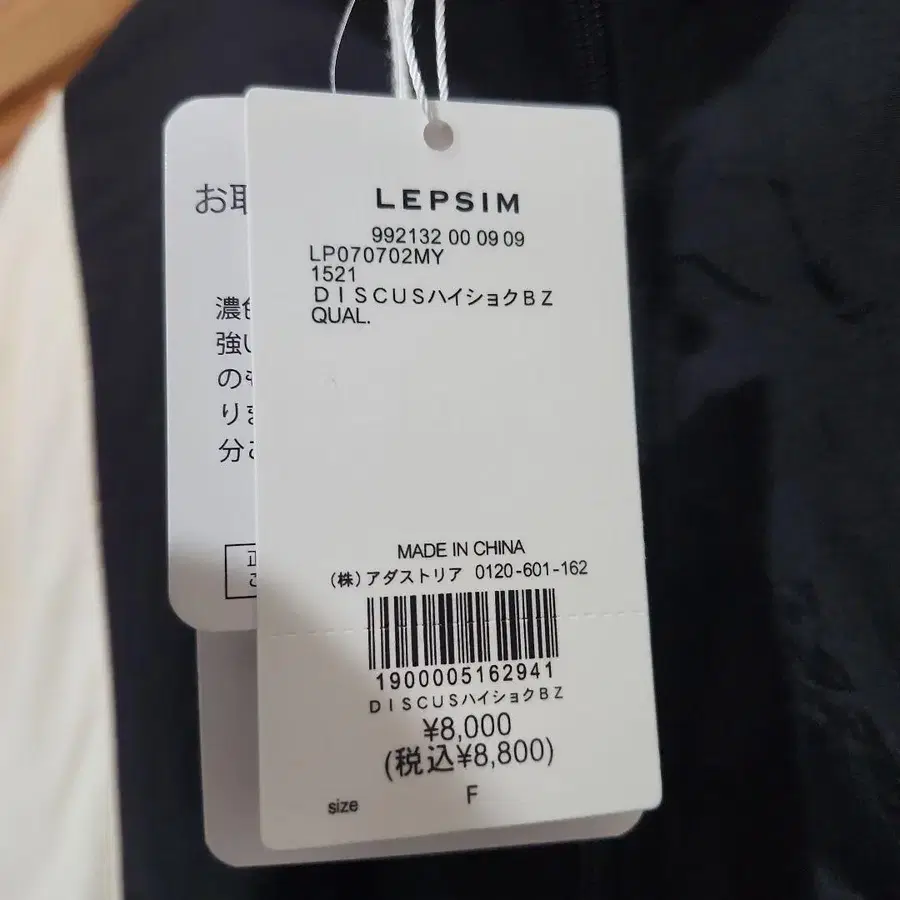 LEPSIM
992132 00 09 09
LP070702MY
1521
ＤＩＳＣＵＳハイショクＢＺ
QUAL.
MADE IN CHINA
（株）アダストリア 0120-601-162
1900005162941
ＤＩＳＣＵＳハイショクＢＺ
¥8,000
(税込¥8,800)
size F
お取
濃色
強い
のも
りま
分ご